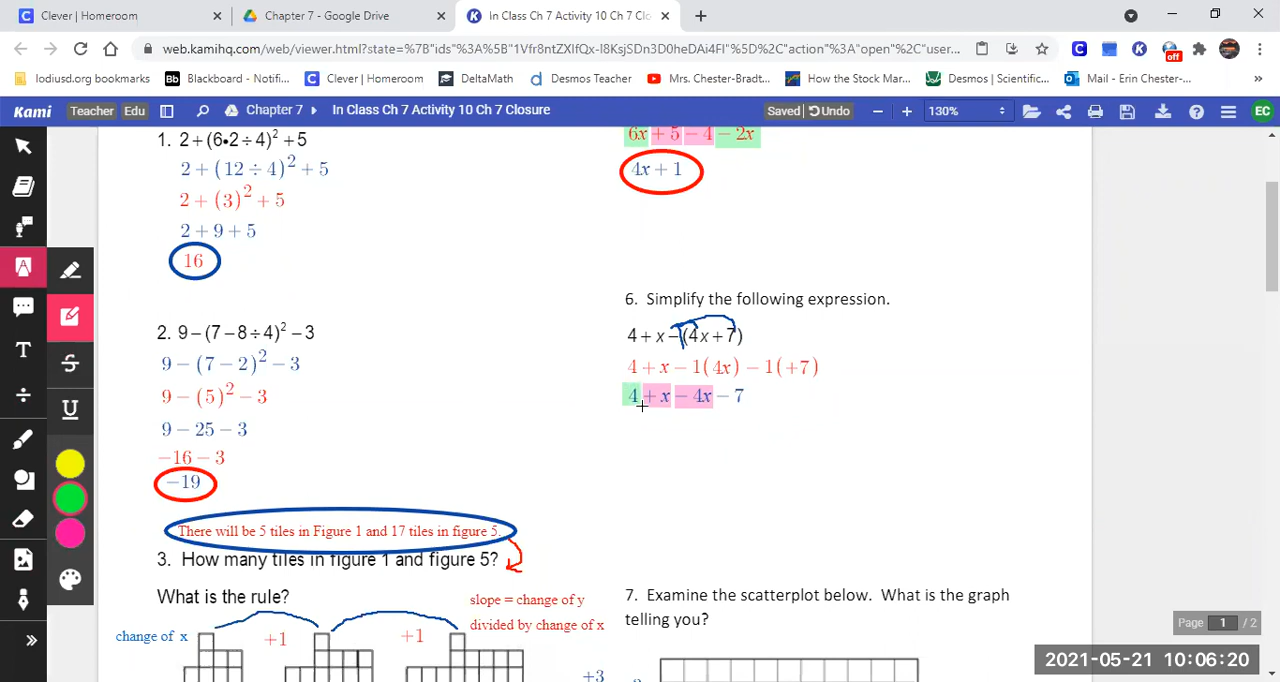 Clever | Homeroom
Chapter 7 - Google Drive
In Class Ch 7 Activity 10 Ch 7 Clo
web.kamihq.com/web/viewer.html?state=%7B"ids"%3A%5B"1Vfr8ntZXIfQx-I8KsjSDn3D0heDAi4FI"%5D%2C"action"%3A"open"%2C"user...
lodiusd.org bookmarks
Blackboard - Notifi...
Clever | Homeroom
DeltaMath
Desmos Teacher
Mrs. Chester-Bradt...
How the Stock Mar...
Desmos | Scientific...
Mail - Erin Chester-...
»
off
Kami Teacher Edu
Chapter 7
In Class Ch 7 Activity 10 Ch 7 Closure
Saved Undo
130%
EC
1. 2+(6•2÷4)²+5
2 + (12 ÷ 4)² + 5
2 + (3)² + 5
2 + 9 + 5
16
2. 9−(7−8÷4)²−3
9 − (7 − 2)² − 3
9 − (5)² − 3
9 − 25 − 3
−16 − 3
−19
There will be 5 tiles in Figure 1 and 17 tiles in figure 5.
3. How many tiles in figure 1 and figure 5?
What is the rule?
slope = change of y
divided by change of x
change of x
+1
+1
+3
6x + 5 − 4 − 2x
4x + 1
6. Simplify the following expression.
4+x−(4x+7)
4 + x − 1(4x) − 1(+7)
4 + x − 4x − 7
7. Examine the scatterplot below. What is the graph
telling you?
Page 1 / 2
2021-05-21 10:06:20